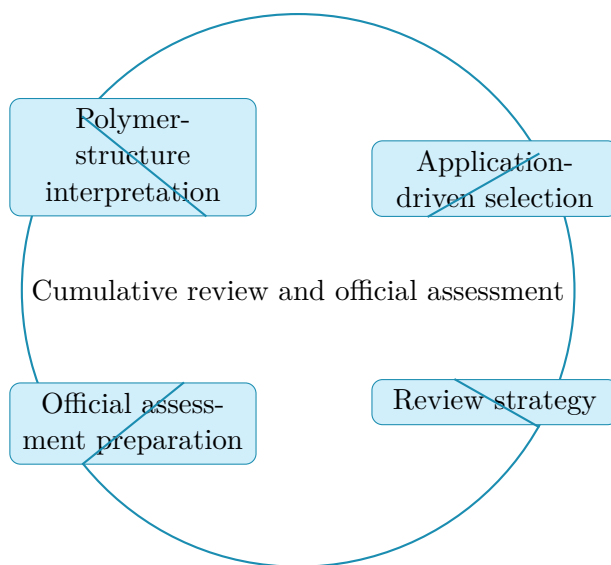 Polymer-
structure
interpretation
Application-
driven selection
Cumulative review and official assessment
Official assess-
ment preparation
Review strategy